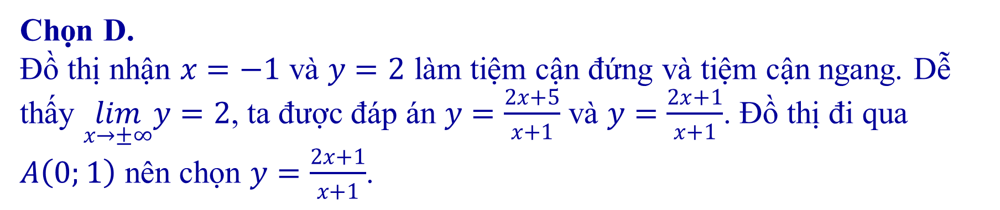 Chọn D.
Đồ thị nhận $x = -1$ và $y = 2$ làm tiệm cận đứng và tiệm cận ngang. Dễ
thấy $\lim_{x \to \pm\infty} y = 2$, ta được đáp án $y = \frac{2x+5}{x+1}$ và $y = \frac{2x+1}{x+1}$. Đồ thị đi qua
$A(0; 1)$ nên chọn $y = \frac{2x+1}{x+1}$.